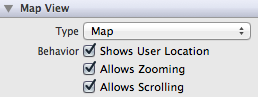 Map View
Type Map
Behavior Shows User Location
Allows Zooming
Allows Scrolling